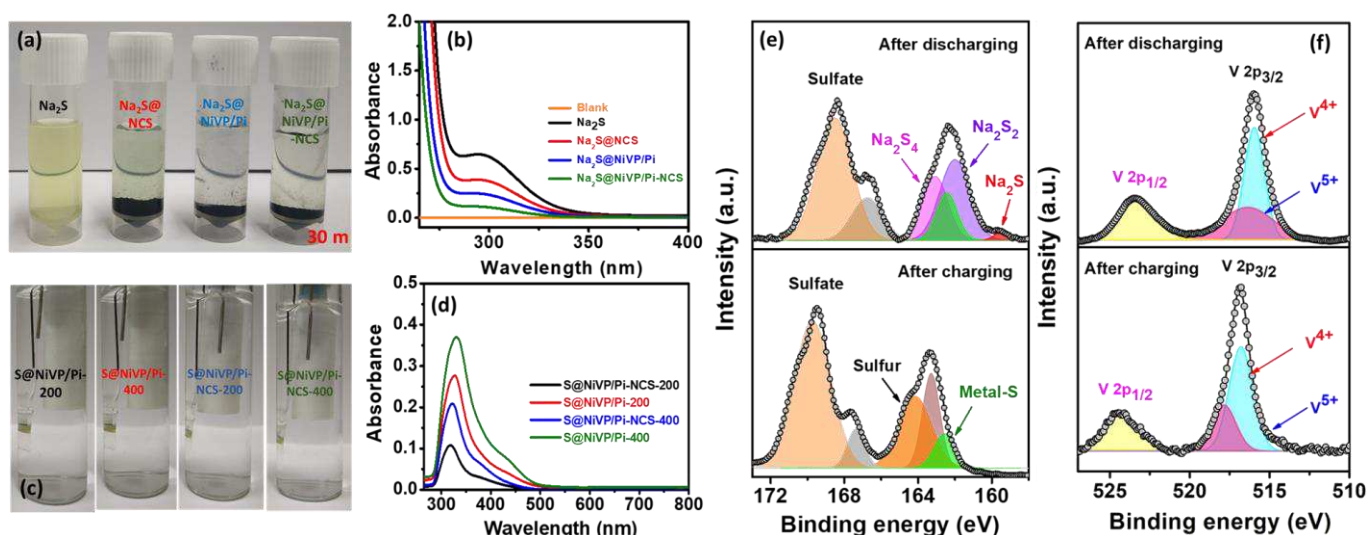 (a)
Na₂S
Na₂S@
NCS
Na₂S@
NiVP/Pi
Na₂S@
NiVP/Pi
-NCS
30 m
(b)
Absorbance
2.0
1.5
1.0
0.5
0.0
Blank
Na₂S
Na₂S@NCS
Na₂S@NiVP/Pi
Na₂S@NiVP/Pi-NCS
300
350
400
Wavelength (nm)
(c)
S@NiVP/Pi-
200
S@NiVP/Pi-
400
S@NiVP/Pi-
NCS-200
S@NiVP/Pi-
NCS-400
(d)
Absorbance
0.5
0.4
0.3
0.2
0.1
0.0
S@NiVP/Pi-NCS-200
S@NiVP/Pi-200
S@NiVP/Pi-NCS-400
S@NiVP/Pi-400
300 400 500 600 700 800
Wavelength (nm)
(e)
Intensity (a.u.)
After discharging
Sulfate
Na₂S₄
Na₂S₂
Na₂S
After charging
Sulfate
Sulfur
Metal-S
172 168 164 160
Binding energy (eV)
(f)
Intensity (a.u.)
After discharging
V 2p₃/₂
V⁴⁺
V⁵⁺
V 2p₁/₂
After charging
V 2p₃/₂
V⁴⁺
V⁵⁺
V 2p₁/₂
525 520 515 510
Binding energy (eV)